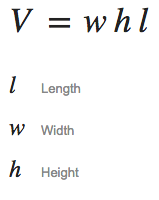 V = w h l
l Length
w Width
h Height